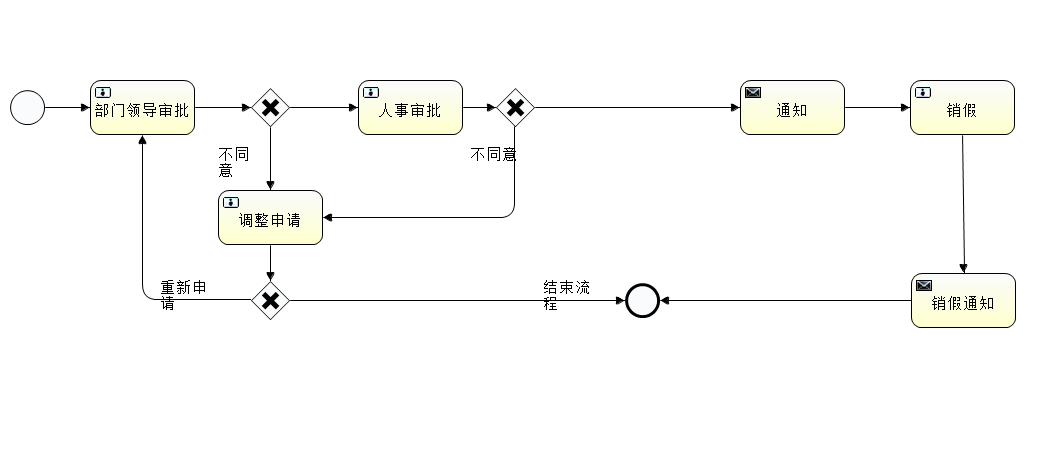 部门领导审批
人事审批
通知
销假
不同
意
不同意
调整申请
重新申
请
结束流
程
销假通知